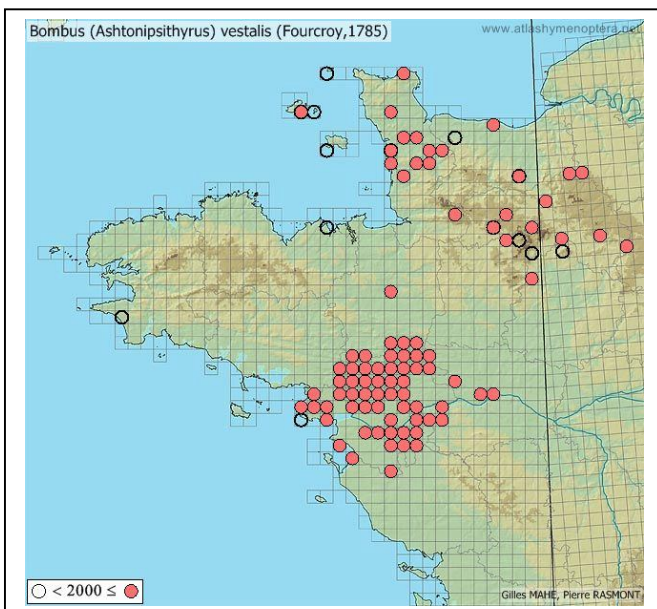 Bombus (Ashtonipsithyrus) vestalis (Fourcroy,1785)
www.atlashymenoptera.net
< 2000 ≤
Gilles MAHE, Pierre RASMONT